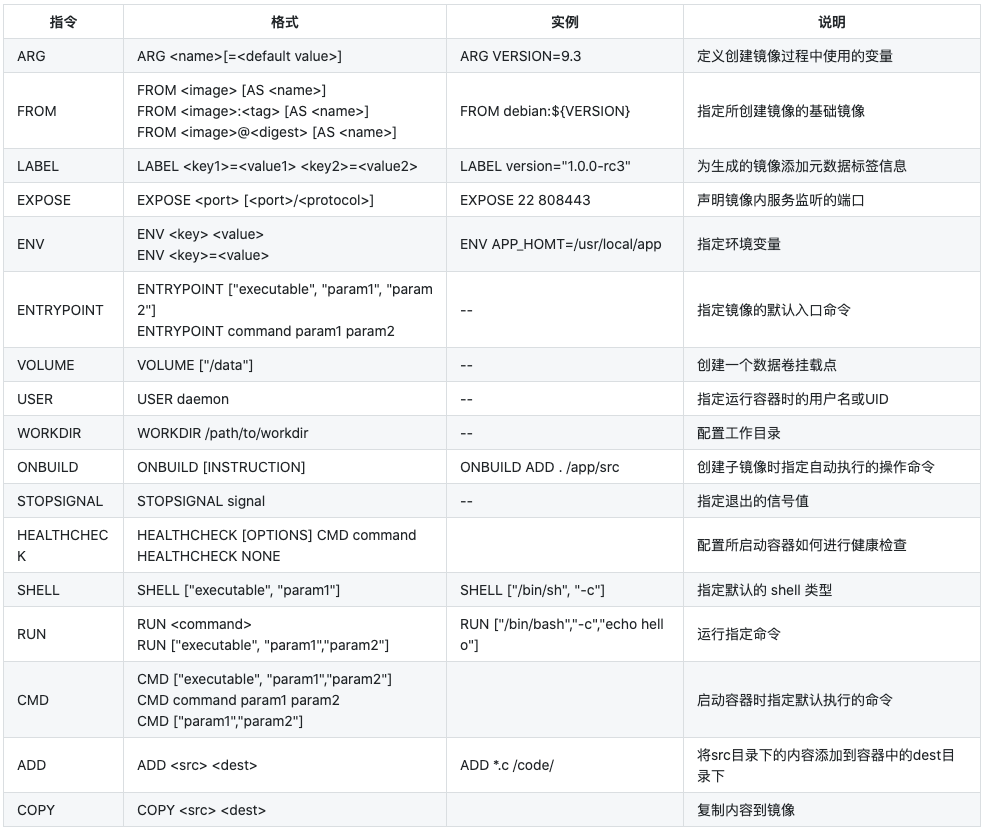 指令 格式 实例 说明
ARG ARG <name>[=<default value>] ARG VERSION=9.3 定义创建镜像过程中使用的变量
FROM FROM <image> [AS <name>]
FROM <image>:<tag> [AS <name>]
FROM <image>@<digest> [AS <name>] FROM debian:${VERSION} 指定所创建镜像的基础镜像
LABEL LABEL <key1>=<value1> <key2>=<value2> LABEL version="1.0.0-rc3" 为生成的镜像添加元数据标签信息
EXPOSE EXPOSE <port> [<port>/<protocol>] EXPOSE 22 808443 声明镜像内服务监听的端口
ENV ENV <key> <value>
ENV <key>=<value> ENV APP_HOMT=/usr/local/app 指定环境变量
ENTRYPOINT ENTRYPOINT ["executable", "param1", "param
2"]
ENTRYPOINT command param1 param2 -- 指定镜像的默认入口命令
VOLUME VOLUME ["/data"] -- 创建一个数据卷挂载点
USER USER daemon -- 指定运行容器时的用户名或UID
WORKDIR WORKDIR /path/to/workdir -- 配置工作目录
ONBUILD ONBUILD [INSTRUCTION] ONBUILD ADD . /app/src 创建子镜像时指定自动执行的操作命令
STOPSIGNAL STOPSIGNAL signal -- 指定退出的信号值
HEALTHCHEC
K HEALTHCHECK [OPTIONS] CMD command
HEALTHCHECK NONE 配置所启动容器如何进行健康检查
SHELL SHELL ["executable", "param1"] SHELL ["/bin/sh", "-c"] 指定默认的 shell 类型
RUN RUN <command>
RUN ["executable", "param1","param2"] RUN ["/bin/bash","-c","echo hell
o"] 运行指定命令
CMD CMD ["executable", "param1","param2"]
CMD command param1 param2
CMD ["param1","param2"] 启动容器时指定默认执行的命令
ADD ADD <src> <dest> ADD *.c /code/ 将src目录下的内容添加到容器中的dest目
录下
COPY COPY <src> <dest> 复制内容到镜像